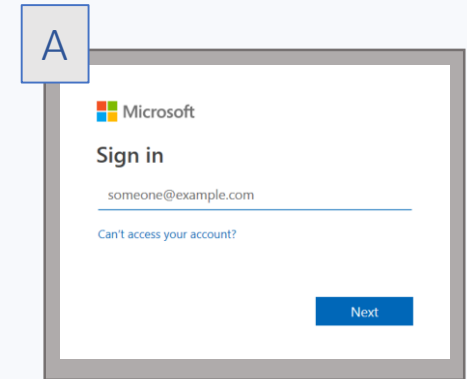 A
Microsoft
Sign in
someone@example.com
Can't access your account?
Next